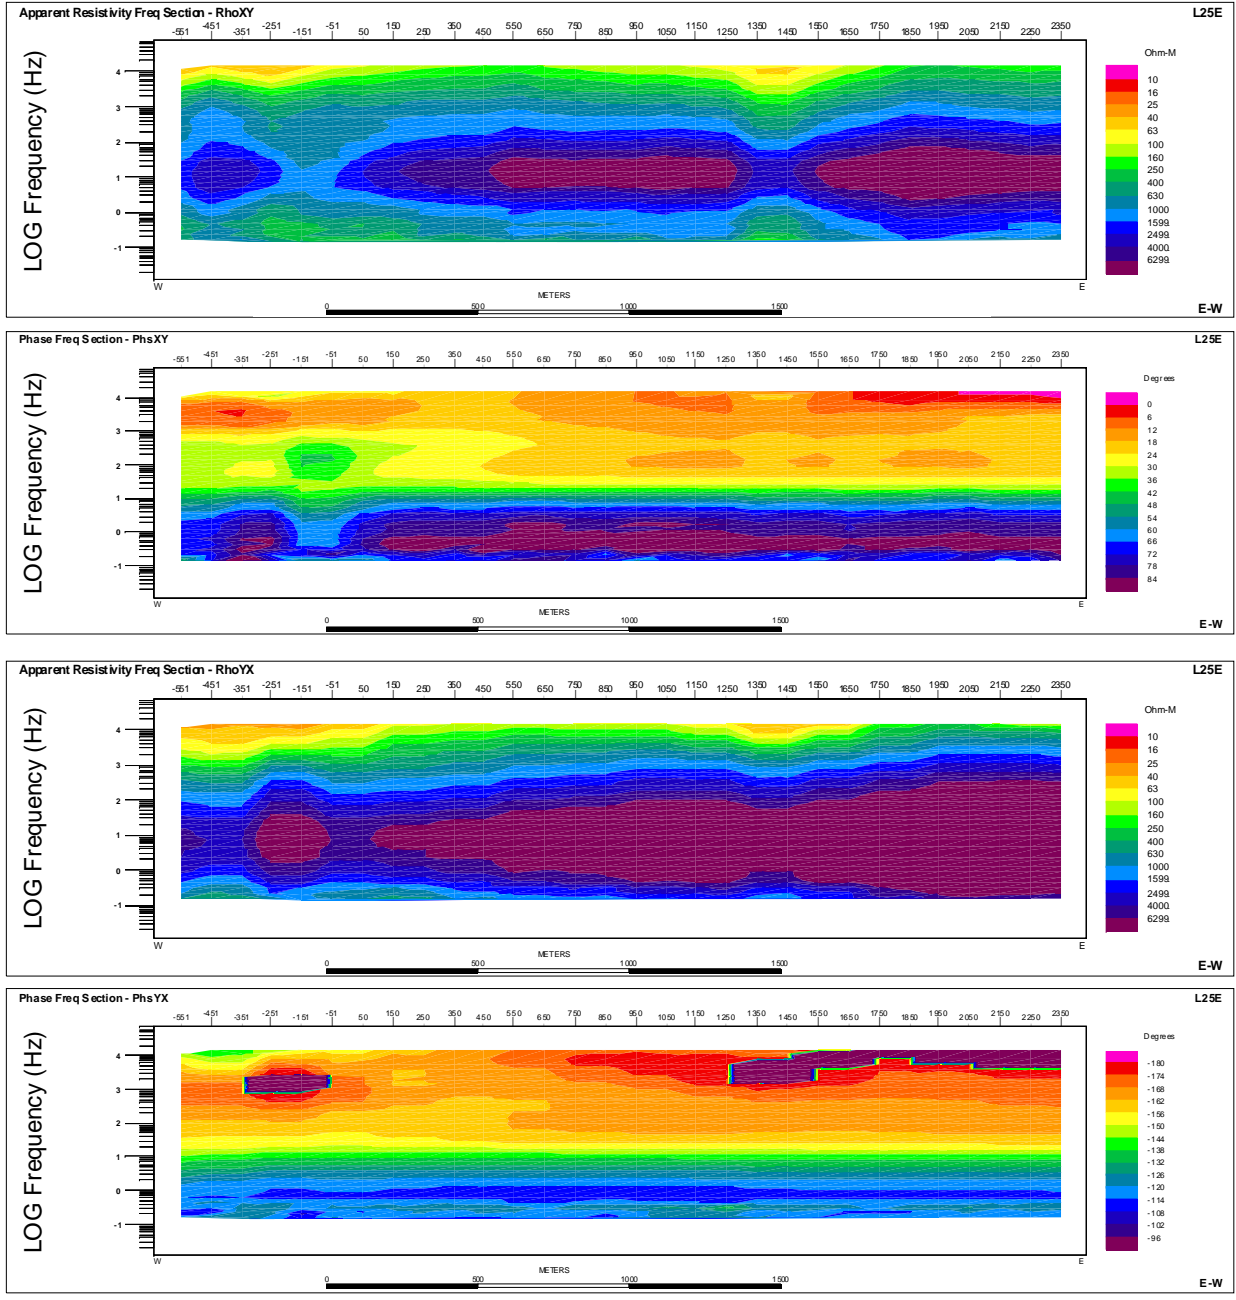 Apparent Resistivity Freq Section - RhoXY L25E
-551 -451 -351 -251 -151 -51 50 150 250 350 450 550 650 750 850 950 1050 1150 1250 1350 1450 1550 1650 1750 1850 1950 2050 2150 2250 2350
LOG Frequency (Hz)
4
3
2
1
0
-1
Ohm-M
10
16
25
40
63
100
160
250
400
630
1000
1599
2499
4000
6299
W E
METERS
0 500 1000 1500
E-W
Phase Freq Section - PhsXY L25E
-551 -451 -351 -251 -151 -51 50 150 250 350 450 550 650 750 850 950 1050 1150 1250 1350 1450 1550 1650 1750 1850 1950 2050 2150 2250 2350
LOG Frequency (Hz)
4
3
2
1
0
-1
Degrees
0
6
12
18
24
30
36
42
48
54
60
66
72
78
84
W E
METERS
0 500 1000 1500
E-W
Apparent Resistivity Freq Section - RhoYX L25E
-551 -451 -351 -251 -151 -51 50 150 250 350 450 550 650 750 850 950 1050 1150 1250 1350 1450 1550 1650 1750 1850 1950 2050 2150 2250 2350
LOG Frequency (Hz)
4
3
2
1
0
-1
Ohm-M
10
16
25
40
63
100
160
250
400
630
1000
1599
2499
4000
6299
W E
METERS
0 500 1000 1500
E-W
Phase Freq Section - PhsYX L25E
-551 -451 -351 -251 -151 -51 50 150 250 350 450 550 650 750 850 950 1050 1150 1250 1350 1450 1550 1650 1750 1850 1950 2050 2150 2250 2350
LOG Frequency (Hz)
4
3
2
1
0
-1
Degrees
-180
-174
-168
-162
-156
-150
-144
-138
-132
-126
-120
-114
-108
-102
-96
W E
METERS
0 500 1000 1500
E-W